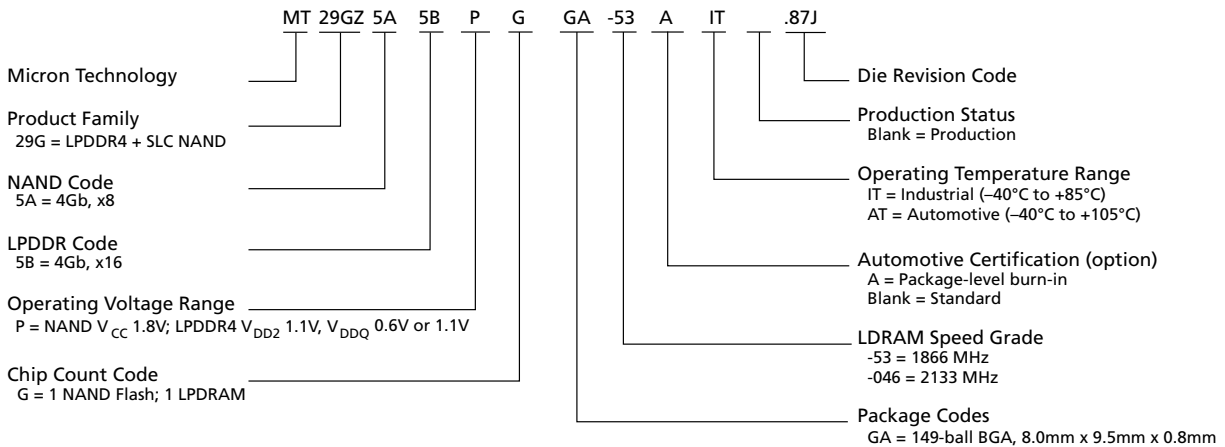 MT 29GZ 5A 5B P G GA -53 A IT .87J
Micron Technology
Product Family
29G = LPDDR4 + SLC NAND
NAND Code
5A = 4Gb, x8
LPDDR Code
5B = 4Gb, x16
Operating Voltage Range
P = NAND VCC 1.8V; LPDDR4 VDD2 1.1V, VDDQ 0.6V or 1.1V
Chip Count Code
G = 1 NAND Flash; 1 LPDRAM
Die Revision Code
Production Status
Blank = Production
Operating Temperature Range
IT = Industrial (–40°C to +85°C)
AT = Automotive (–40°C to +105°C)
Automotive Certification (option)
A = Package-level burn-in
Blank = Standard
LDRAM Speed Grade
-53 = 1866 MHz
-046 = 2133 MHz
Package Codes
GA = 149-ball BGA, 8.0mm x 9.5mm x 0.8mm